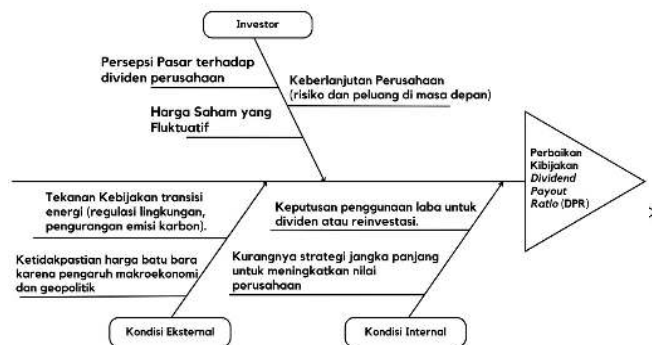 Investor
Persepsi Pasar terhadap
dividen perusahaan
Keberlanjutan Perusahaan
(risiko dan peluang di masa depan)
Harga Saham yang
Fluktuatif
Perbaikan
Kibijakan
Dividend
Payout
Ratio (DPR)
Tekanan Kebijakan transisi
energi (regulasi lingkungan,
pengurangan emisi karbon).
Keputusan penggunaan laba untuk
dividen atau reinvestasi.
Ketidakpastian harga batu bara
karena pengaruh makroekonomi
dan geopolitik
Kurangnya strategi jangka panjang
untuk meningkatkan nilai
perusahaan
Kondisi Eksternal
Kondisi Internal